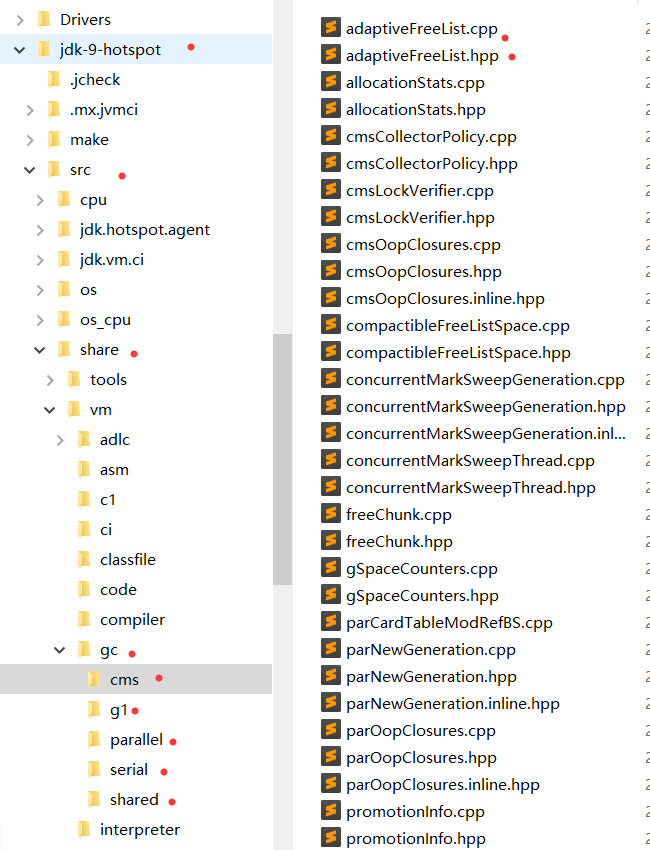 Drivers
jdk-9-hotspot
.jcheck
.mx.jvmci
make
src
cpu
jdk.hotspot.agent
jdk.vm.ci
os
os_cpu
share
tools
vm
adlc
asm
c1
ci
classfile
code
compiler
gc
cms
g1
parallel
serial
shared
interpreter
adaptiveFreeList.cpp
adaptiveFreeList.hpp
allocationStats.cpp
allocationStats.hpp
cmsCollectorPolicy.cpp
cmsCollectorPolicy.hpp
cmsLockVerifier.cpp
cmsLockVerifier.hpp
cmsOopClosures.cpp
cmsOopClosures.hpp
cmsOopClosures.inline.hpp
compactibleFreeListSpace.cpp
compactibleFreeListSpace.hpp
concurrentMarkSweepGeneration.cpp
concurrentMarkSweepGeneration.hpp
concurrentMarkSweepGeneration.inl...
concurrentMarkSweepThread.cpp
concurrentMarkSweepThread.hpp
freeChunk.cpp
freeChunk.hpp
gSpaceCounters.cpp
gSpaceCounters.hpp
parCardTableModRefBS.cpp
parNewGeneration.cpp
parNewGeneration.hpp
parNewGeneration.inline.hpp
parOopClosures.cpp
parOopClosures.hpp
parOopClosures.inline.hpp
promotionInfo.cpp
promotionInfo.hpp